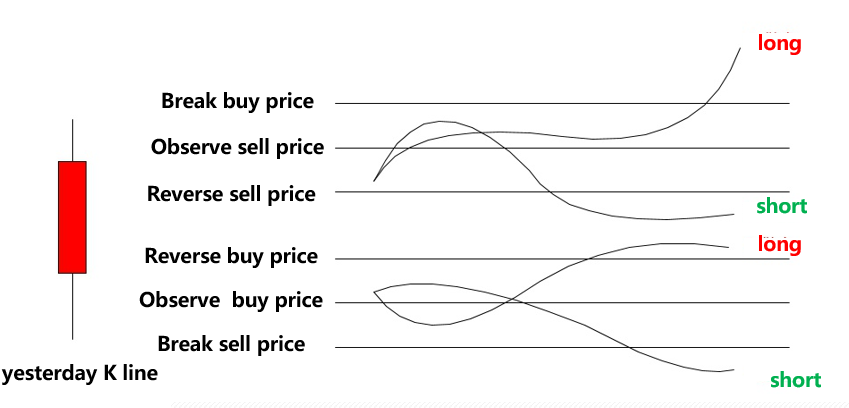 long
Break buy price
Observe sell price
Reverse sell price
short
long
Reverse buy price
Observe buy price
Break sell price
yesterday K line
short